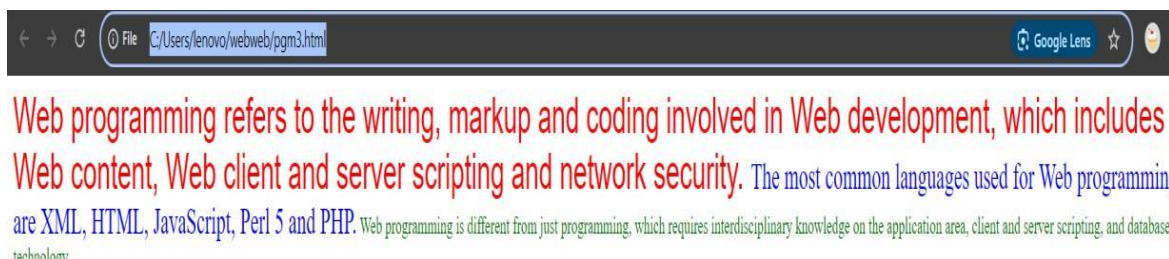 File C:/Users/lenovo/webweb/pgm3.html Google Lens
Web programming refers to the writing, markup and coding involved in Web development, which includes
Web content, Web client and server scripting and network security. The most common languages used for Web programmin
are XML, HTML, JavaScript, Perl 5 and PHP. Web programming is different from just programming, which requires interdisciplinary knowledge on the application area, client and server scripting, and database
technology